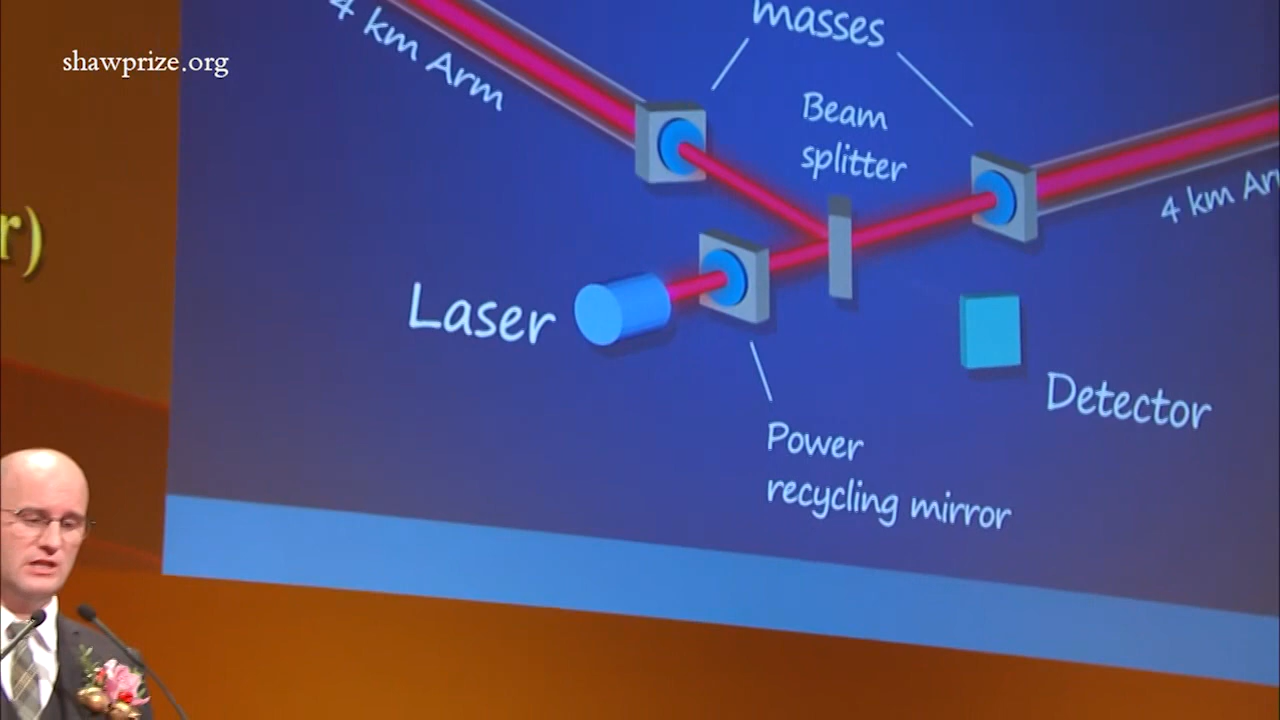 shawprize.org
4 km Arm
masses
Beam
splitter
4 km Ar
r)
Laser
Detector
Power
recycling mirror